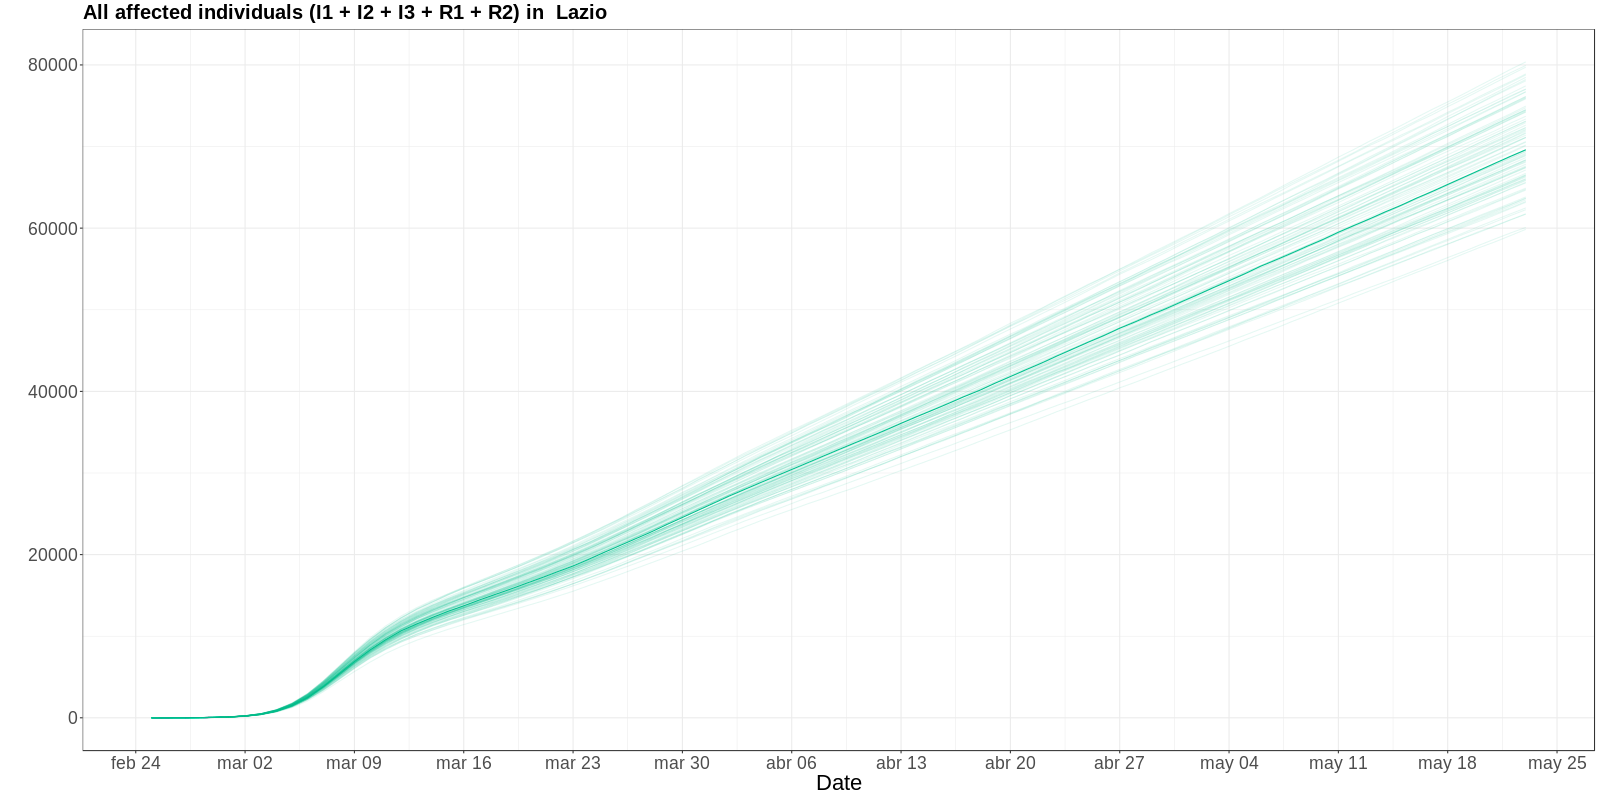 All affected individuals (I1 + I2 + I3 + R1 + R2) in  Lazio
80000
60000
40000
20000
0
feb 24 mar 02 mar 09 mar 16 mar 23 mar 30 abr 06 abr 13 abr 20 abr 27 may 04 may 11 may 18 may 25
Date